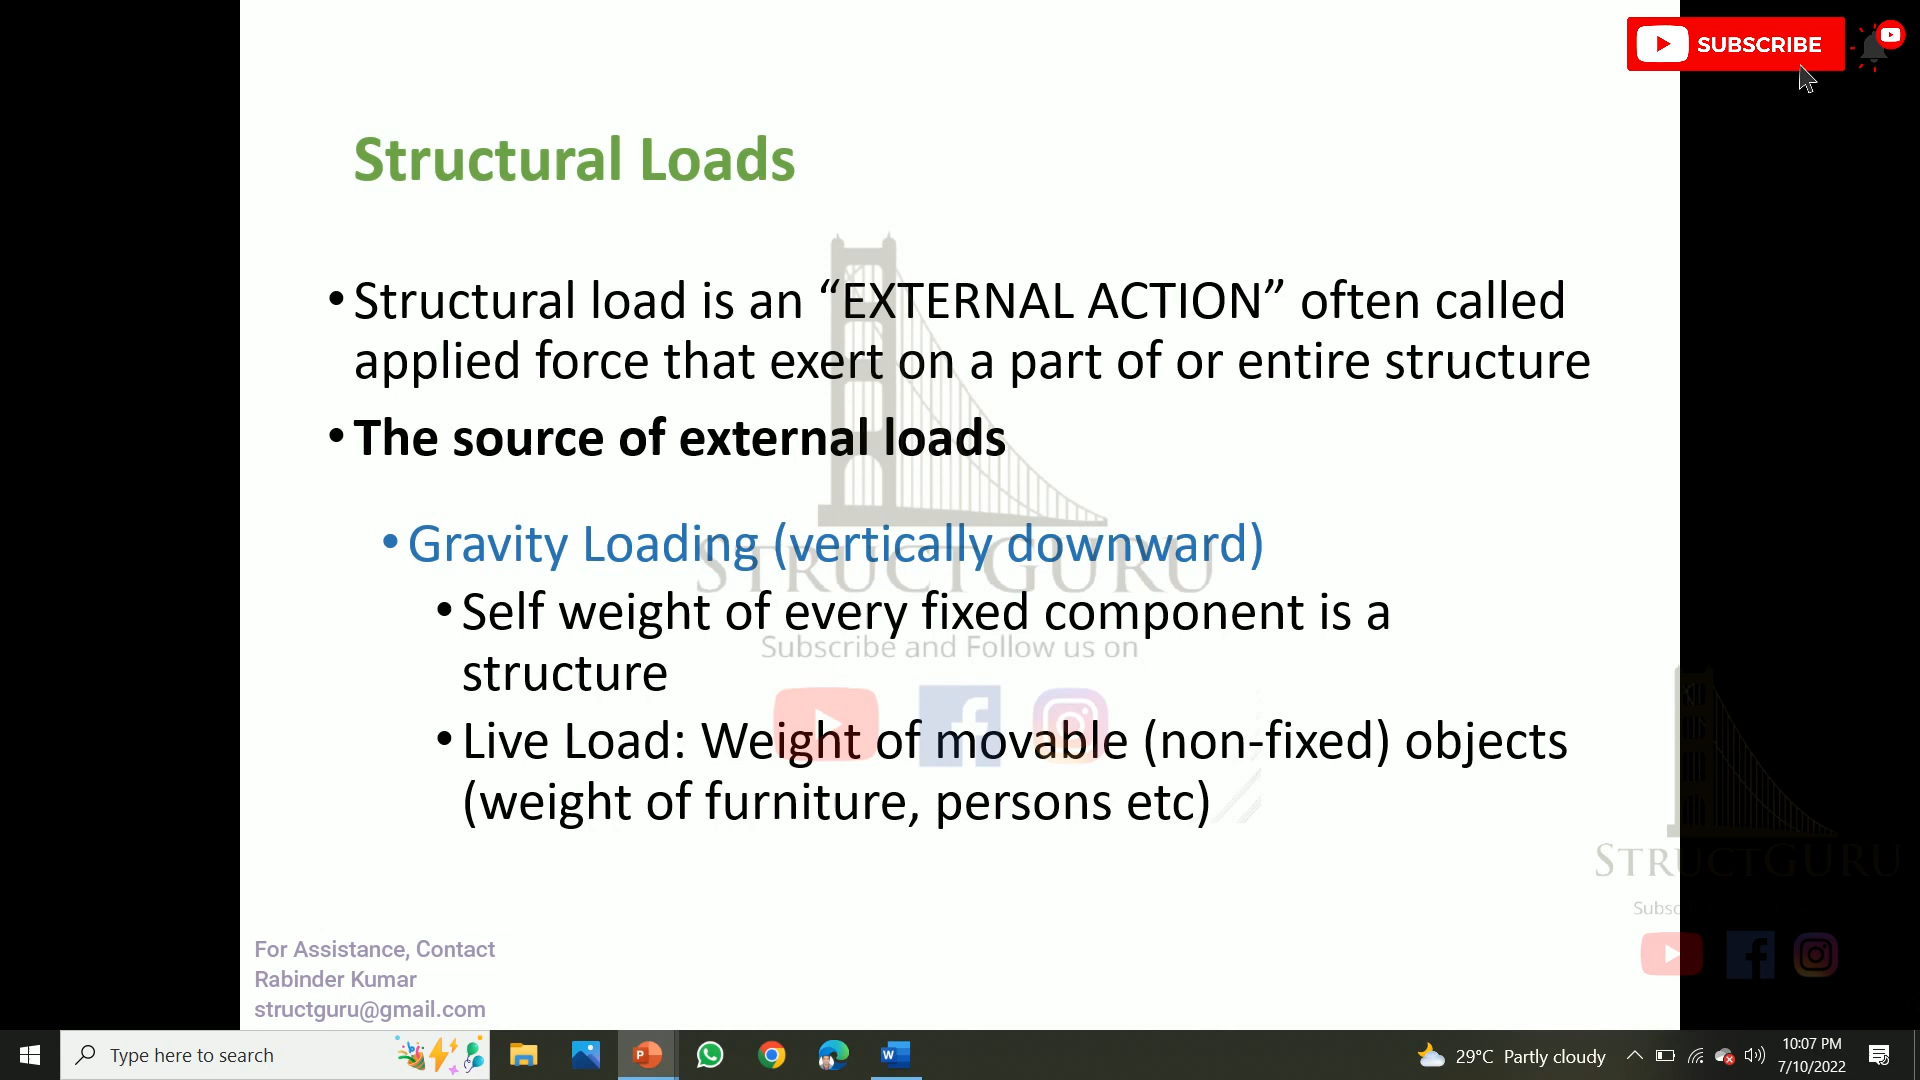 SUBSCRIBE
Structural Loads
•Structural load is an “EXTERNAL ACTION” often called
applied force that exert on a part of or entire structure
•The source of external loads
•Gravity Loading (vertically downward)
STRUCTGURU
•Self weight of every fixed component is a
Subscribe and Follow us on
structure
•Live Load: Weight of movable (non-fixed) objects
(weight of furniture, persons etc)
STRUCTGURU
Subsc
For Assistance, Contact
Rabinder Kumar
structguru@gmail.com
Type here to search
29°C Partly cloudy
10:07 PM
7/10/2022